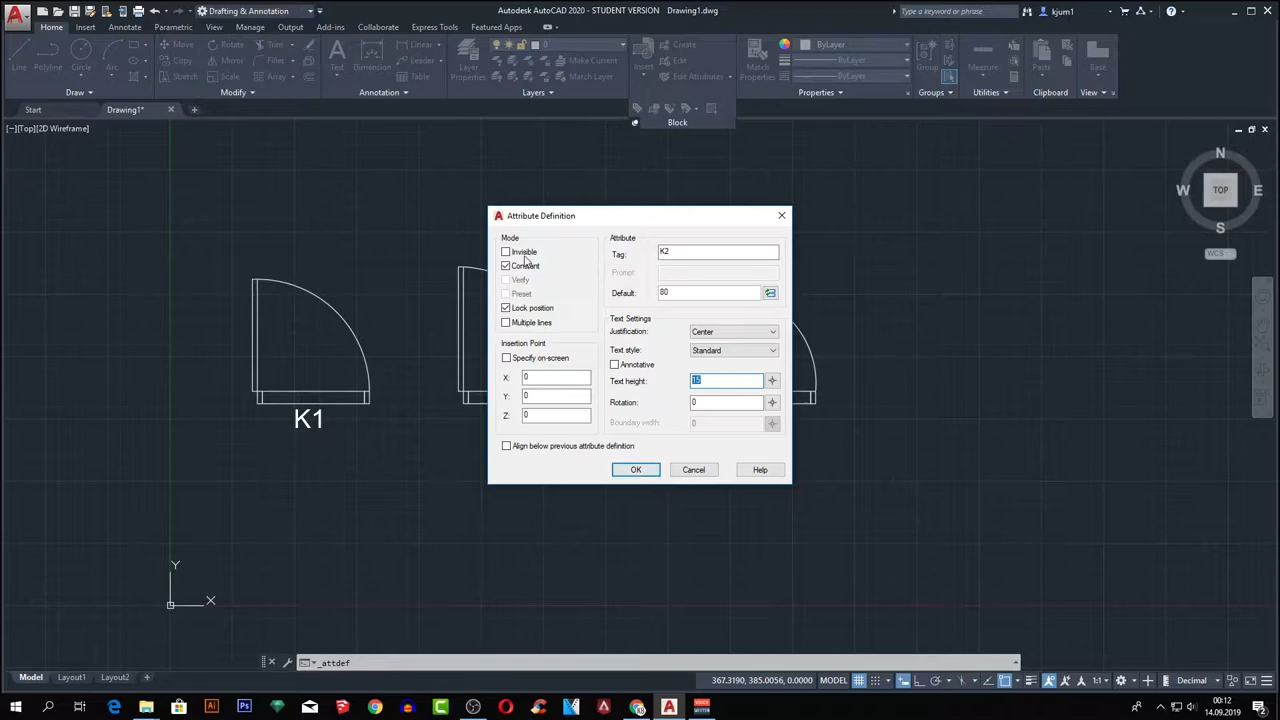 Drafting & Annotation
Autodesk AutoCAD 2020 - STUDENT VERSION Drawing1.dwg
Type a keyword or phrase
kjum1
Home Insert Annotate Parametric View Manage Output Add-ins Collaborate Express Tools Featured Apps
Line Polyline Circle Arc
Move Rotate Trim
Copy Mirror Fillet
Stretch Scale Array
Text Dimension
Linear
Leader
Table
Layer
Properties
0
Make Current
Match Layer
Insert
Create
Edit
Edit Attributes
Match
Properties
ByLayer
ByLayer
ByLayer
Group
Measure
Paste
Base
Draw Modify Annotation Layers Block Properties Groups Utilities Clipboard View
Start Drawing1*
[−][Top][2D Wireframe]
N
W TOP E
S
WCS
K1
Y
X
Attribute Definition
Mode
Invisible
Constant
Verify
Preset
Lock position
Multiple lines
Insertion Point
Specify on-screen
X: 0
Y: 0
Z: 0
Align below previous attribute definition
Attribute
Tag: K2
Prompt:
Default: 80
Text Settings
Justification: Center
Text style: Standard
Annotative
Text height: 15
Rotation: 0
Boundary width: 0
OK Cancel Help
_attdef
Model Layout1 Layout2
367.3190, 385.0056, 0.0000 MODEL
1:1
Decimal
00:12
14.09.2019